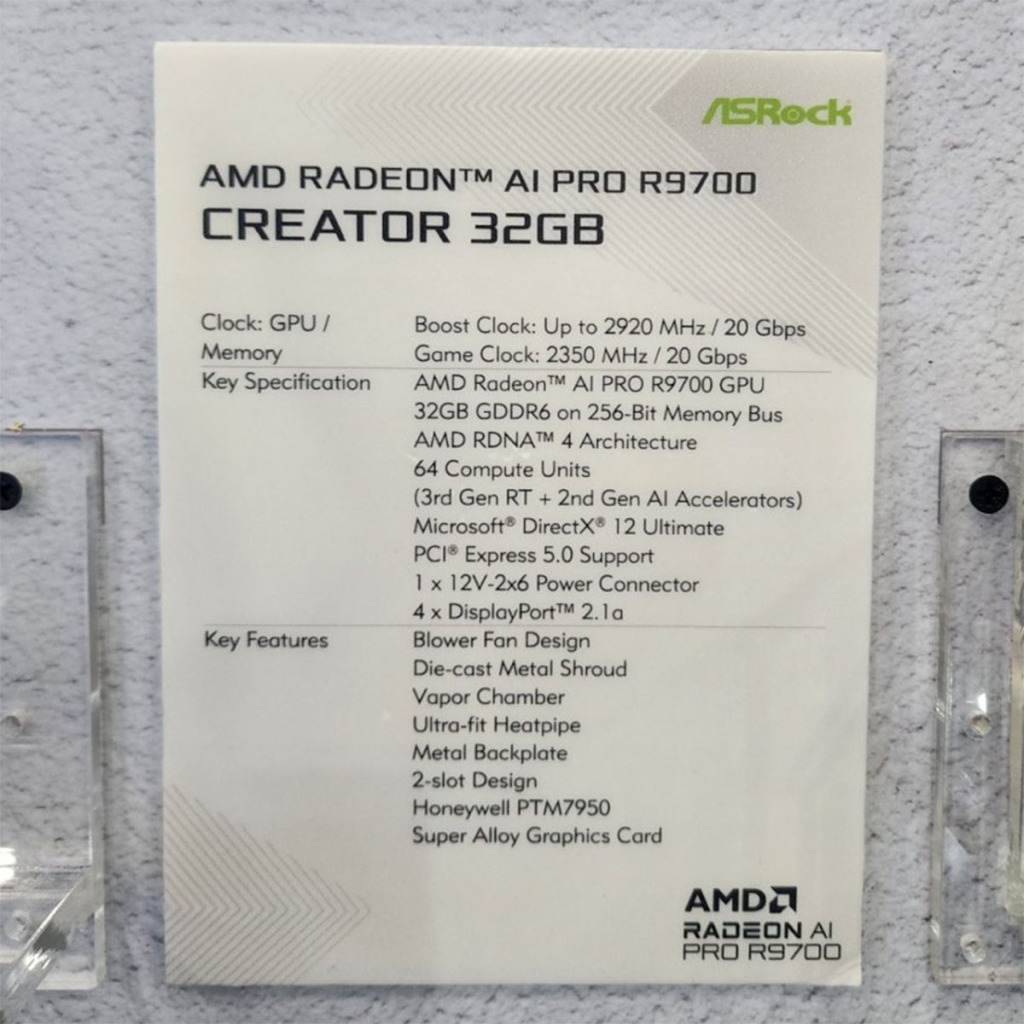 ASRock
AMD RADEON™ AI PRO R9700
CREATOR 32GB
Clock: GPU / Boost Clock: Up to 2920 MHz / 20 Gbps
Memory Game Clock: 2350 MHz / 20 Gbps
Key Specification AMD Radeon™ AI PRO R9700 GPU
32GB GDDR6 on 256-Bit Memory Bus
AMD RDNA™ 4 Architecture
64 Compute Units
(3rd Gen RT + 2nd Gen AI Accelerators)
Microsoft® DirectX® 12 Ultimate
PCI® Express 5.0 Support
1 x 12V-2x6 Power Connector
4 x DisplayPort™ 2.1a
Key Features Blower Fan Design
Die-cast Metal Shroud
Vapor Chamber
Ultra-fit Heatpipe
Metal Backplate
2-slot Design
Honeywell PTM7950
Super Alloy Graphics Card
AMD
RADEON AI
PRO R9700